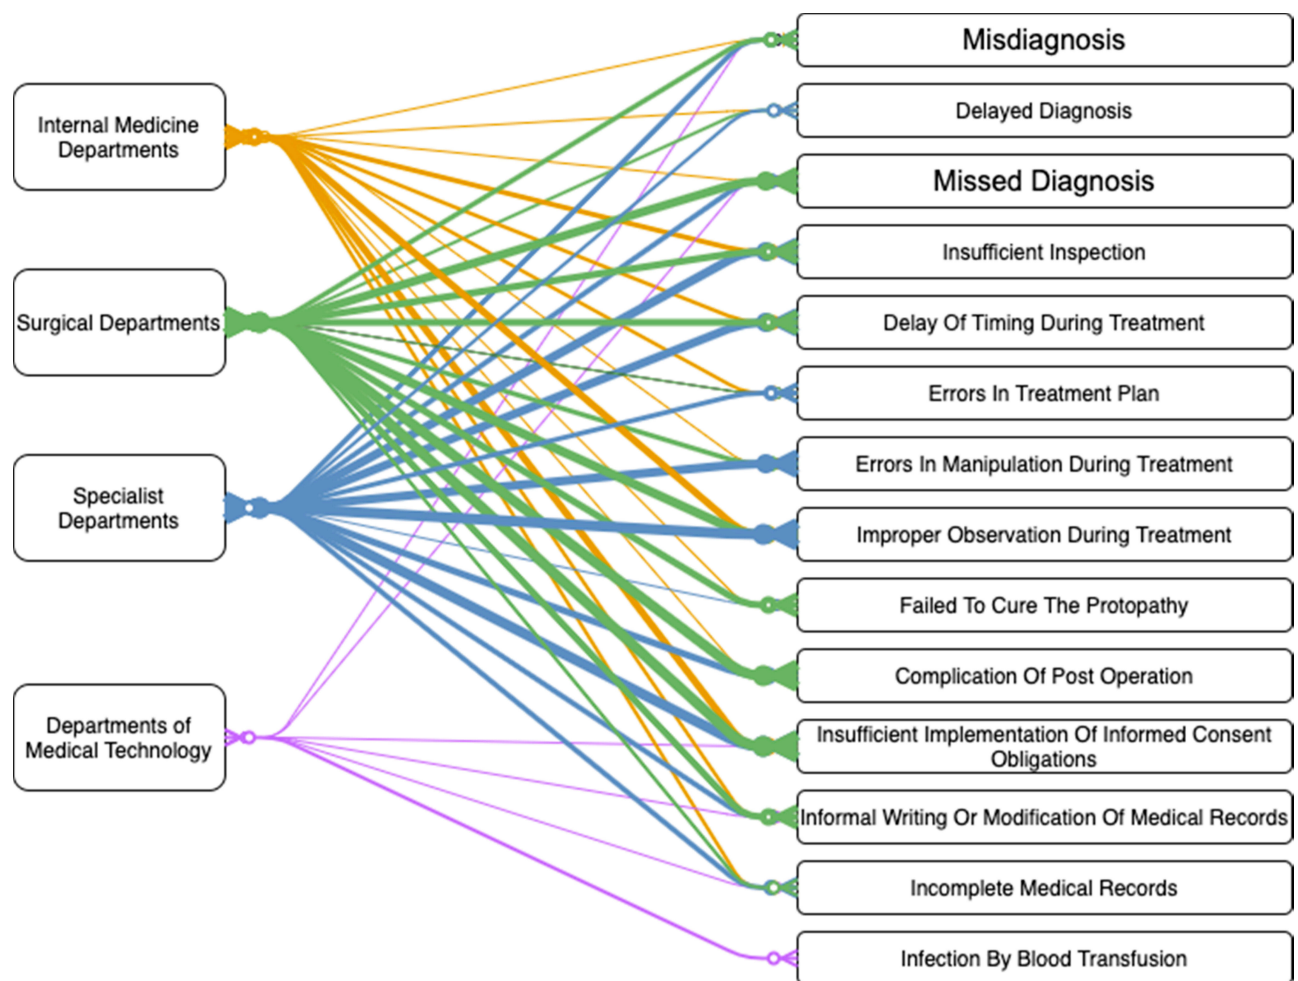 Internal Medicine
Departments
Surgical Departments
Specialist
Departments
Departments of
Medical Technology
Misdiagnosis
Delayed Diagnosis
Missed Diagnosis
Insufficient Inspection
Delay Of Timing During Treatment
Errors In Treatment Plan
Errors In Manipulation During Treatment
Improper Observation During Treatment
Failed To Cure The Protopathy
Complication Of Post Operation
Insufficient Implementation Of Informed Consent
Obligations
Informal Writing Or Modification Of Medical Records
Incomplete Medical Records
Infection By Blood Transfusion